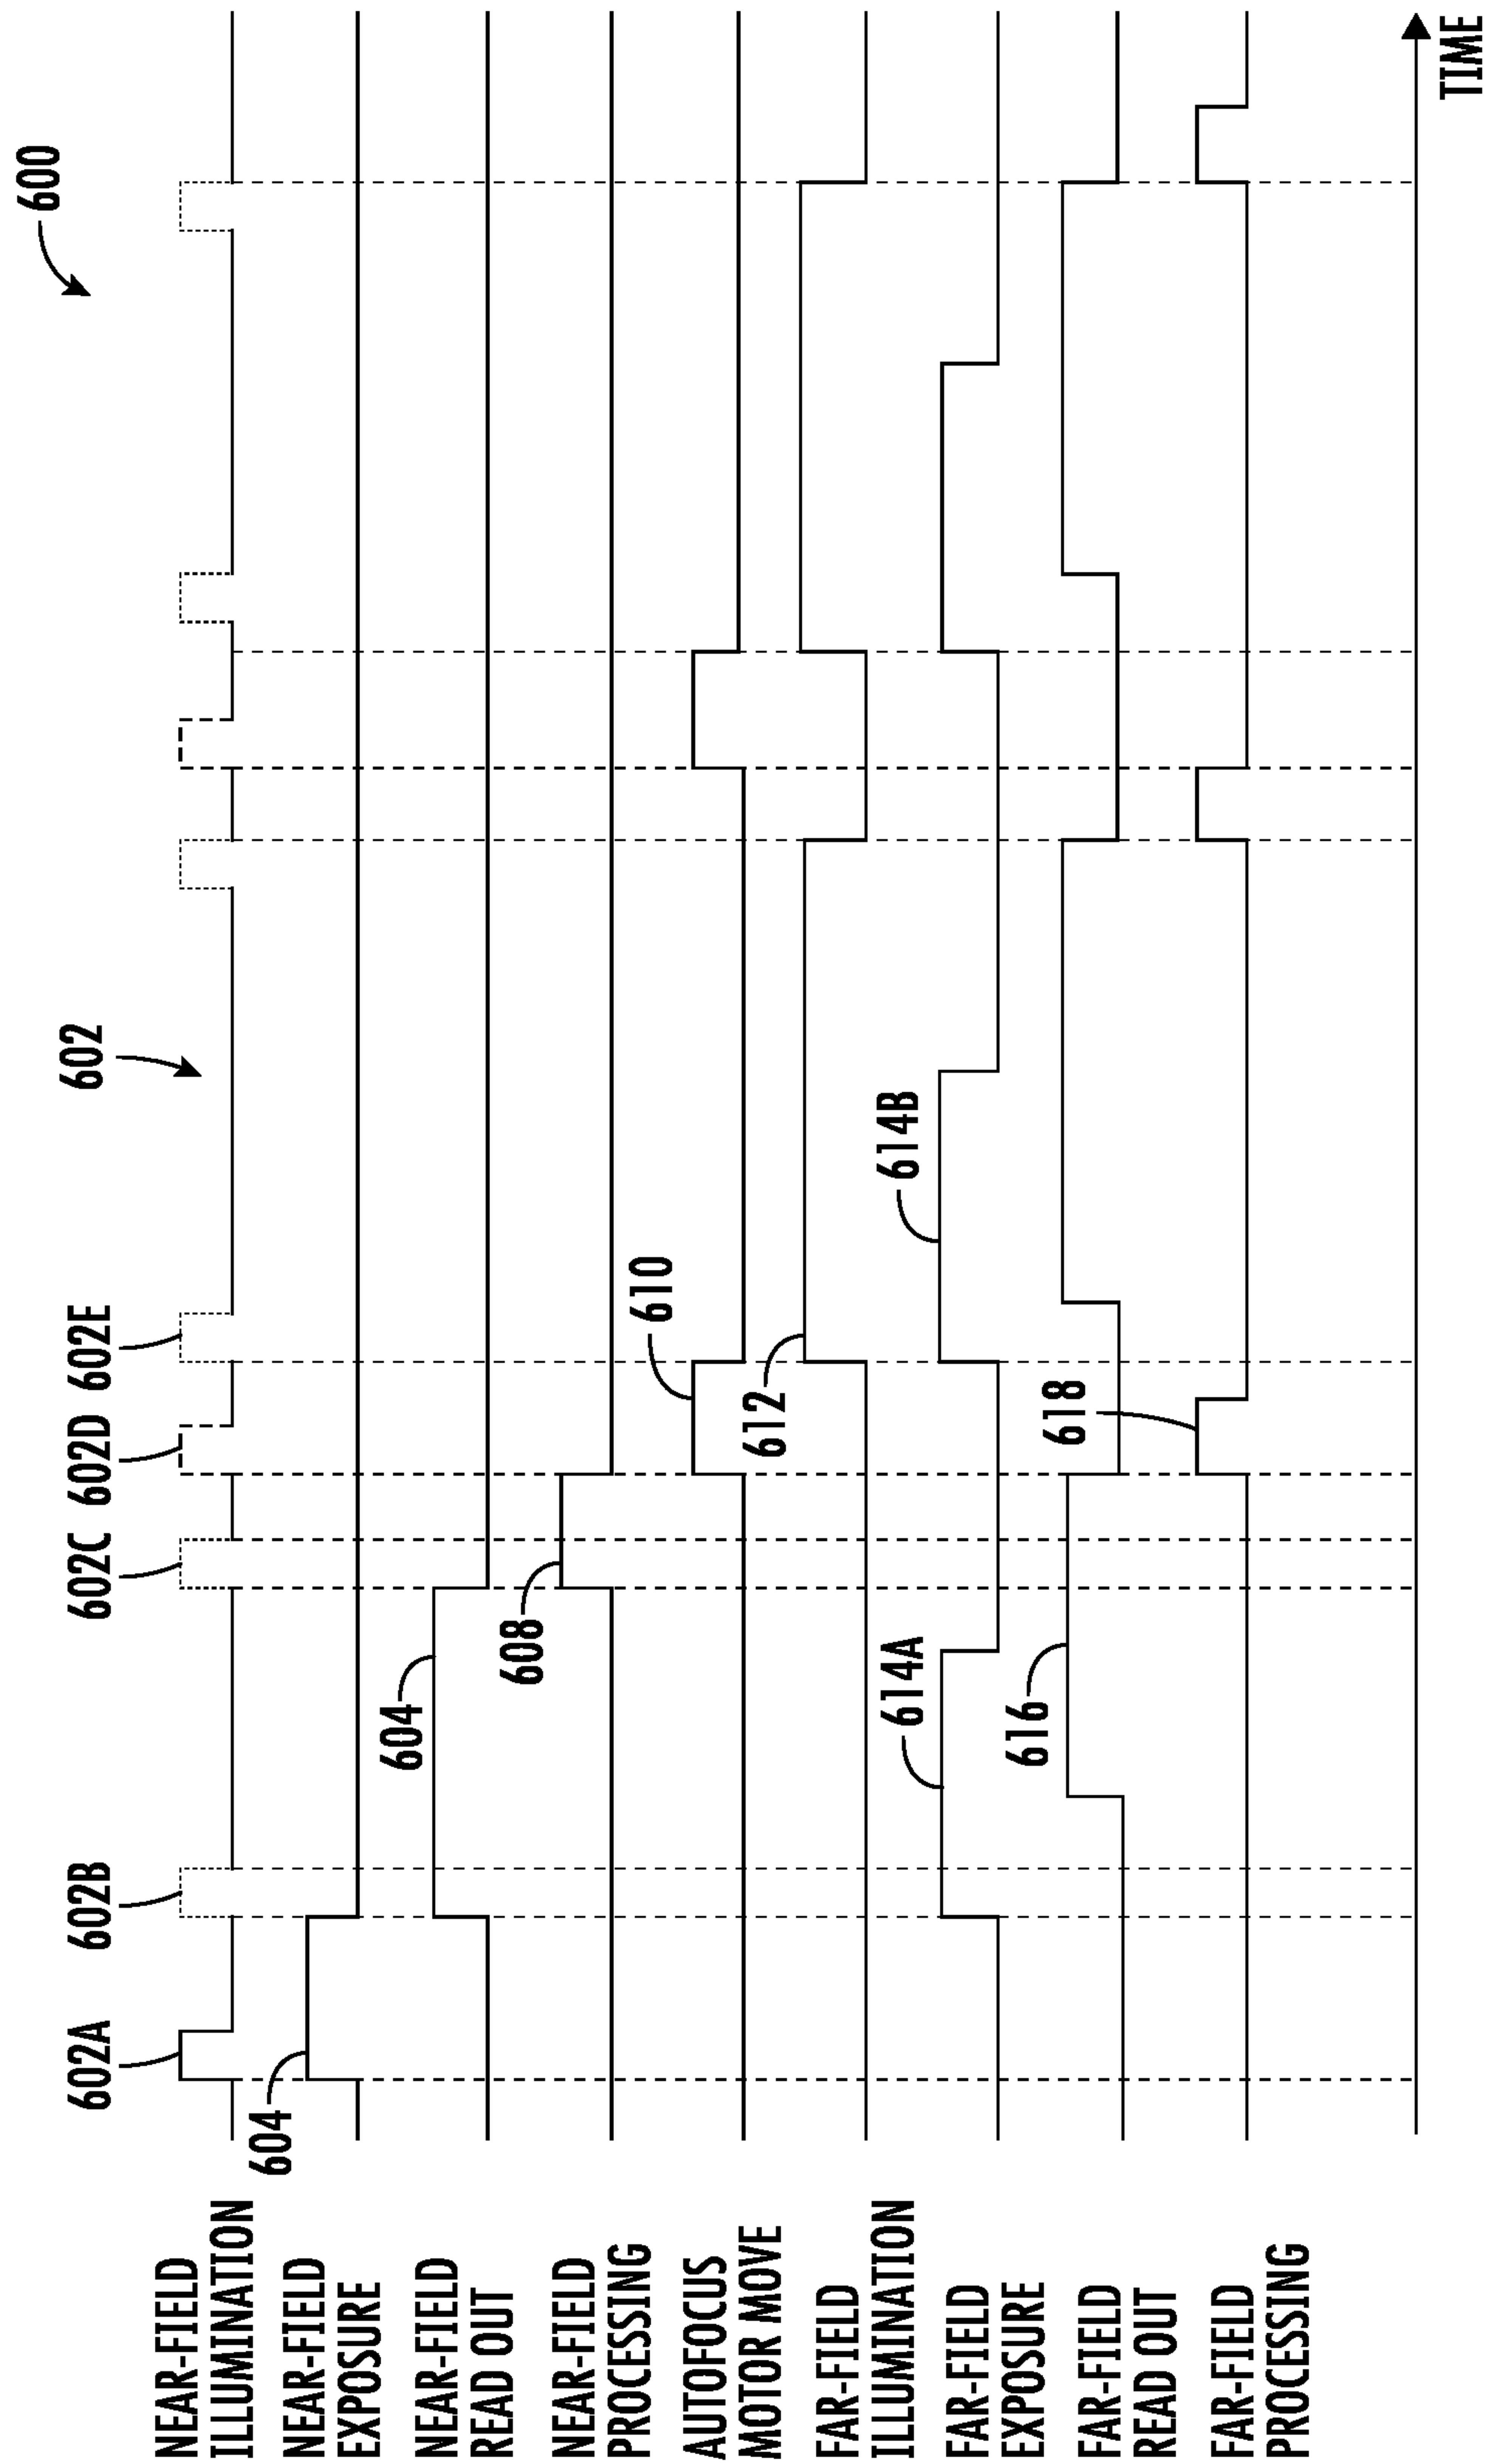 600
602
602A
602B
602C
602D
602E
NEAR-FIELD
ILLUMINATION
604
NEAR-FIELD
EXPOSURE
604
NEAR-FIELD
READ OUT
608
NEAR-FIELD
PROCESSING
610
AUTOFOCUS
MOTOR MOVE
612
FAR-FIELD
ILLUMINATION
614A
614B
FAR-FIELD
EXPOSURE
616
618
FAR-FIELD
READ OUT
FAR-FIELD
PROCESSING
TIME